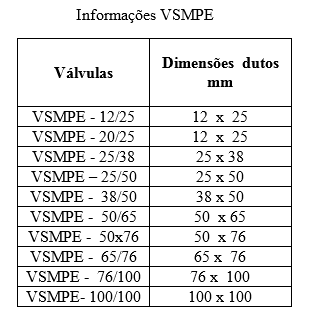 Informações VSMPE
Válvulas Dimensões dutos
mm
VSMPE - 12/25 12 x 25
VSMPE - 20/25 12 x 25
VSMPE - 25/38 25 x 38
VSMPE – 25/50 25 x 50
VSMPE - 38/50 38 x 50
VSMPE - 50/65 50 x 65
VSMPE - 50x76 50 x 76
VSMPE - 65/76 65 x 76
VSMPE - 76/100 76 x 100
VSMPE- 100/100 100 x 100